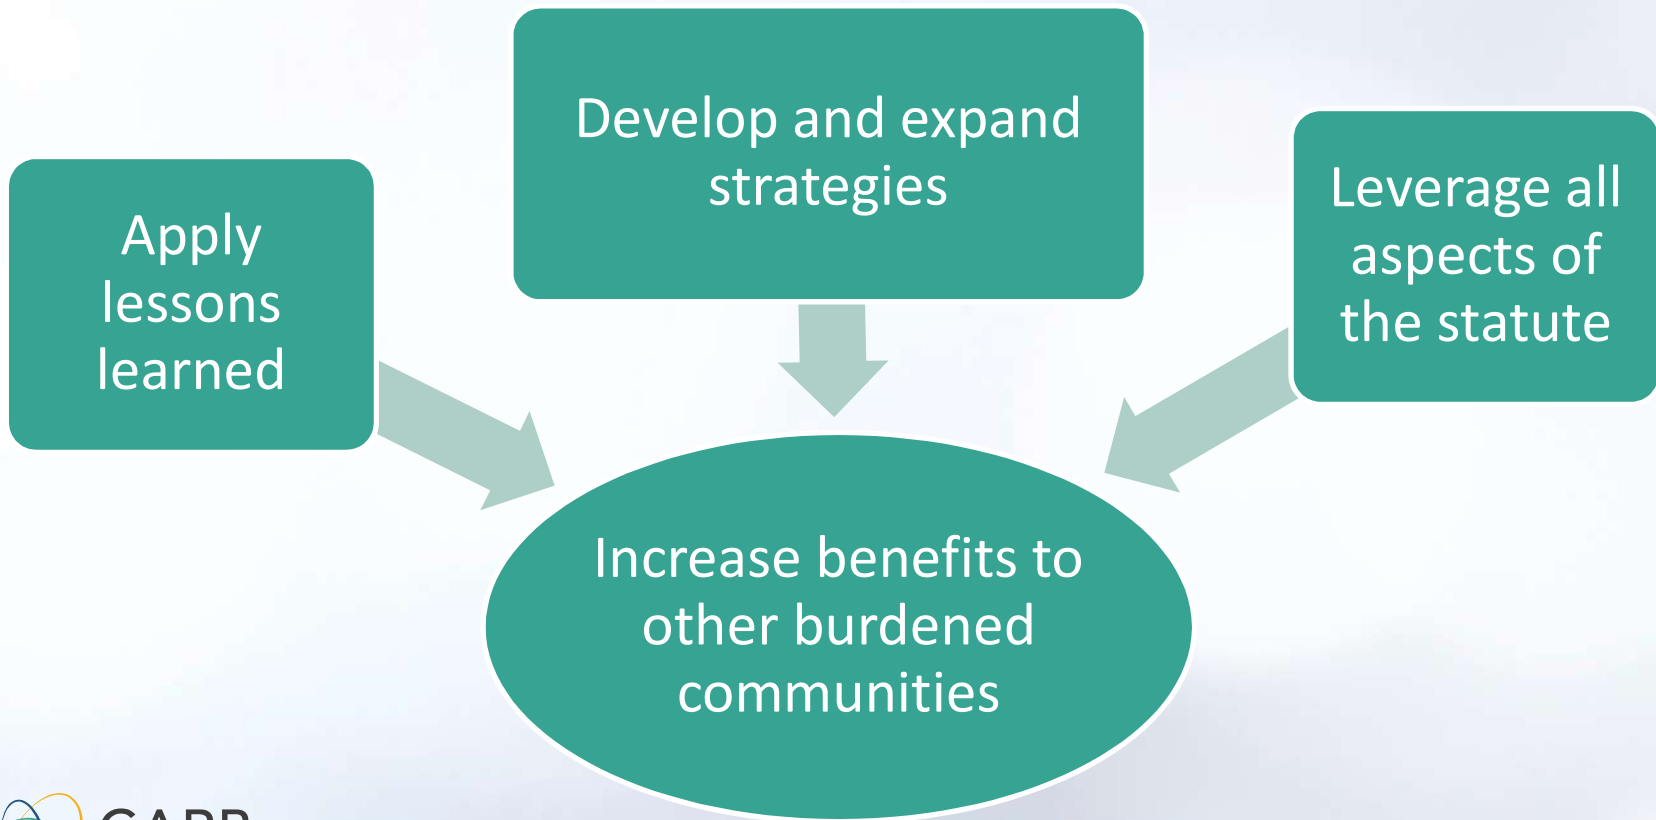 Develop and expand
strategies
Apply
lessons
learned
Leverage all
aspects of
the statute
Increase benefits to
other burdened
communities
CARB